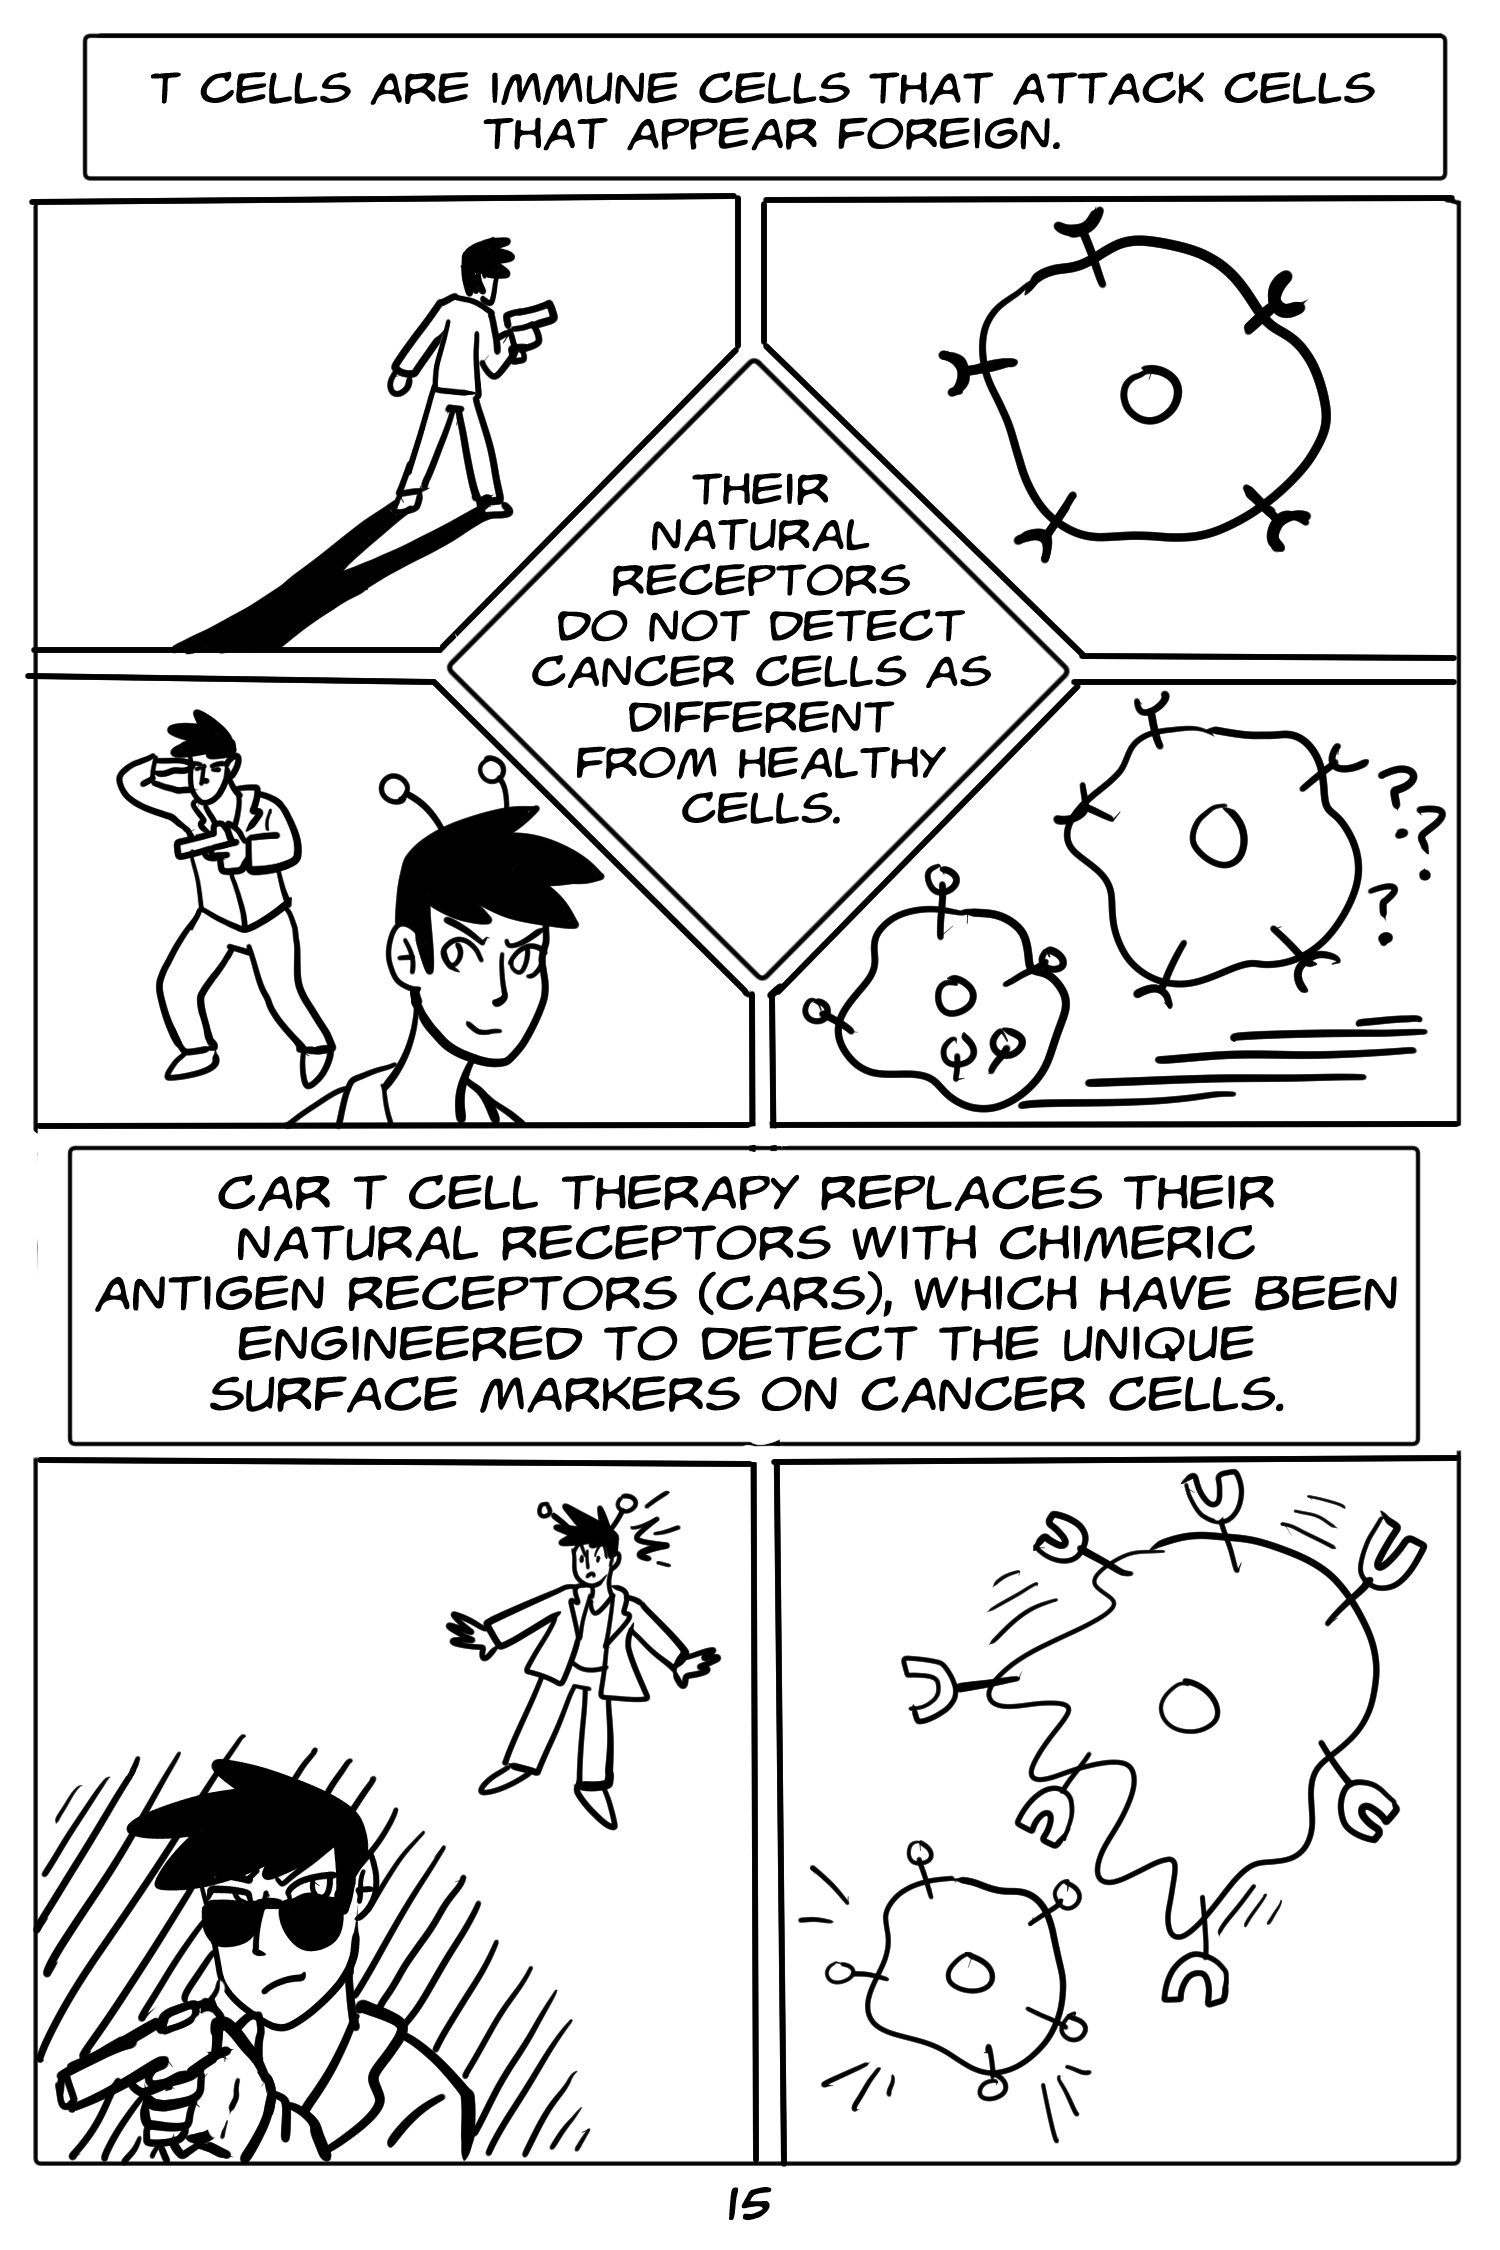 T CELLS ARE IMMUNE CELLS THAT ATTACK CELLS
THAT APPEAR FOREIGN.
THEIR
NATURAL
RECEPTORS
DO NOT DETECT
CANCER CELLS AS
DIFFERENT
FROM HEALTHY
CELLS.
?
?
?
CAR T CELL THERAPY REPLACES THEIR
NATURAL RECEPTORS WITH CHIMERIC
ANTIGEN RECEPTORS (CARS), WHICH HAVE BEEN
ENGINEERED TO DETECT THE UNIQUE
SURFACE MARKERS ON CANCER CELLS.
15